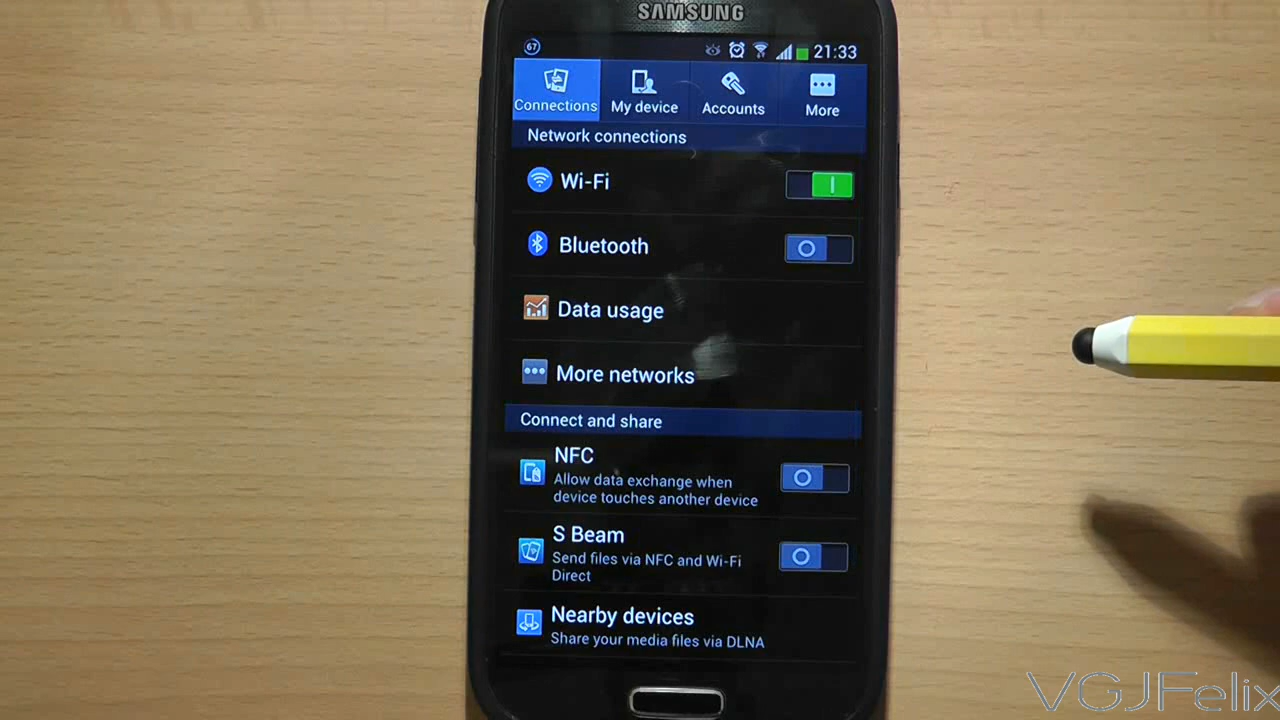 SAMSUNG
67
21:33
Connections
My device
Accounts
More
Network connections
Wi-Fi
Bluetooth
Data usage
More networks
Connect and share
NFC
Allow data exchange when
device touches another device
S Beam
Send files via NFC and Wi-Fi
Direct
Nearby devices
Share your media files via DLNA
VGJFelix